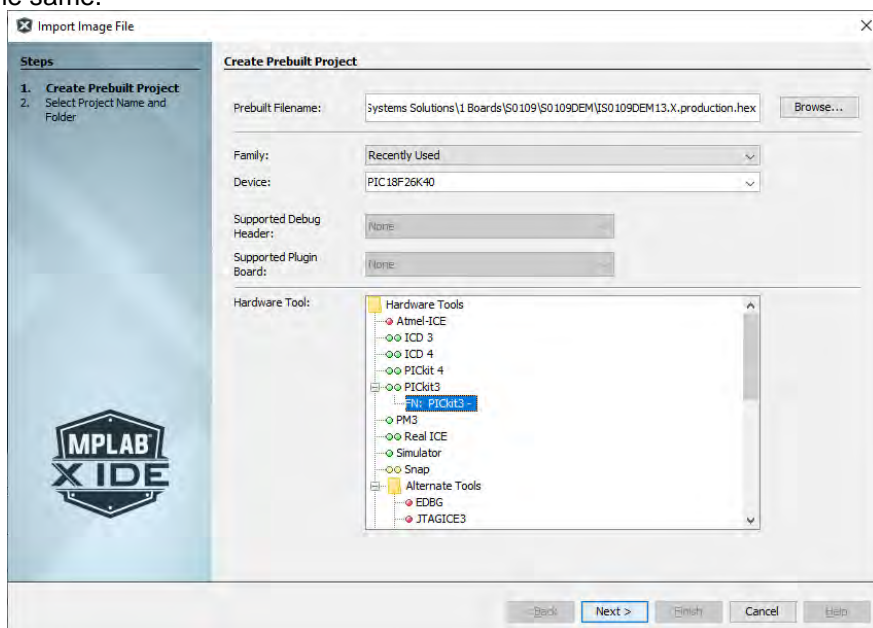 e same.
Import Image File
Steps
1. Create Prebuilt Project
2. Select Project Name and
Folder
Create Prebuilt Project
Prebuilt Filename: Systems Solutions\1 Boards\S0109\S0109DEM\IS0109DEM13.X.production.hex Browse...
Family: Recently Used
Device: PIC18F26K40
Supported Debug
Header: None
Supported Plugin
Board: None
Hardware Tool: Hardware Tools
Atmel-ICE
ICD 3
ICD 4
PICkit 4
PICkit3
FN: PICkit3 -
PM3
Real ICE
Simulator
Snap
Alternate Tools
EDBG
JTAGICE3
MPLAB
X IDE
< Back Next > Finish Cancel Help